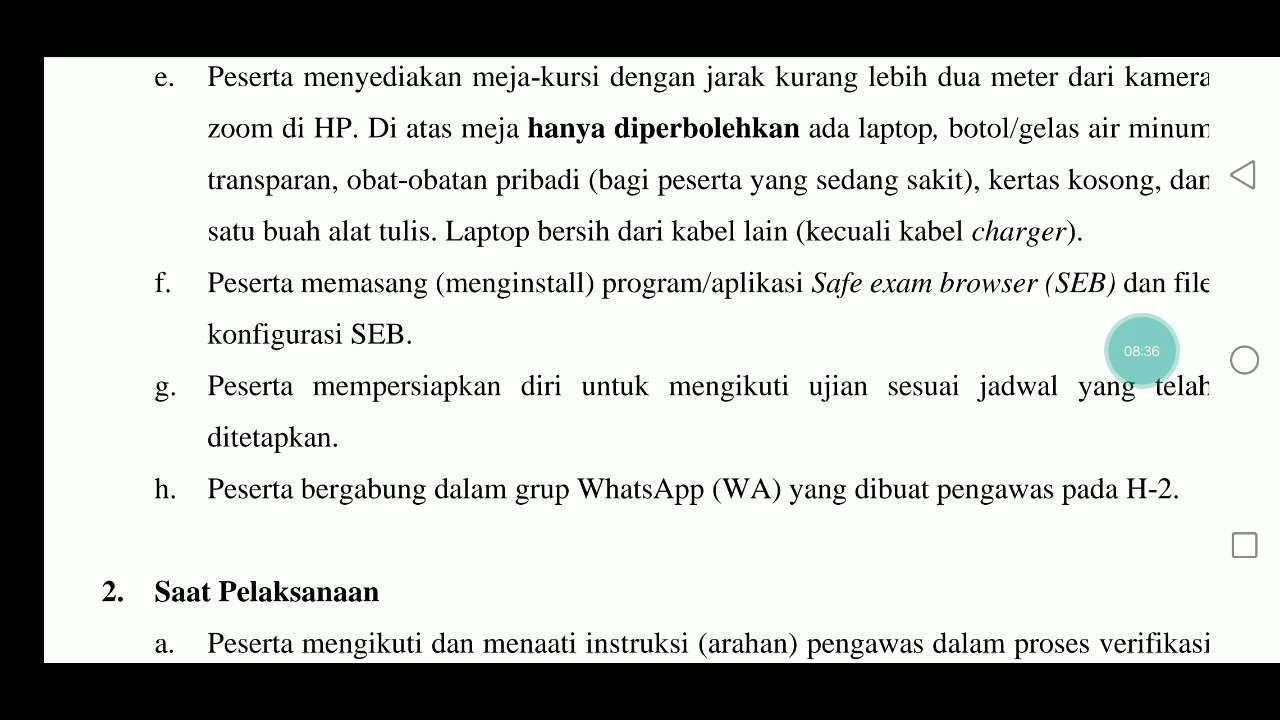 e. Peserta menyediakan meja-kursi dengan jarak kurang lebih dua meter dari kamera
zoom di HP. Di atas meja hanya diperbolehkan ada laptop, botol/gelas air minum
transparan, obat-obatan pribadi (bagi peserta yang sedang sakit), kertas kosong, dan
satu buah alat tulis. Laptop bersih dari kabel lain (kecuali kabel charger).
f. Peserta memasang (menginstall) program/aplikasi Safe exam browser (SEB) dan file
konfigurasi SEB.
08:36
g. Peserta mempersiapkan diri untuk mengikuti ujian sesuai jadwal yang telah
ditetapkan.
h. Peserta bergabung dalam grup WhatsApp (WA) yang dibuat pengawas pada H-2.
2. Saat Pelaksanaan
a. Peserta mengikuti dan menaati instruksi (arahan) pengawas dalam proses verifikasi